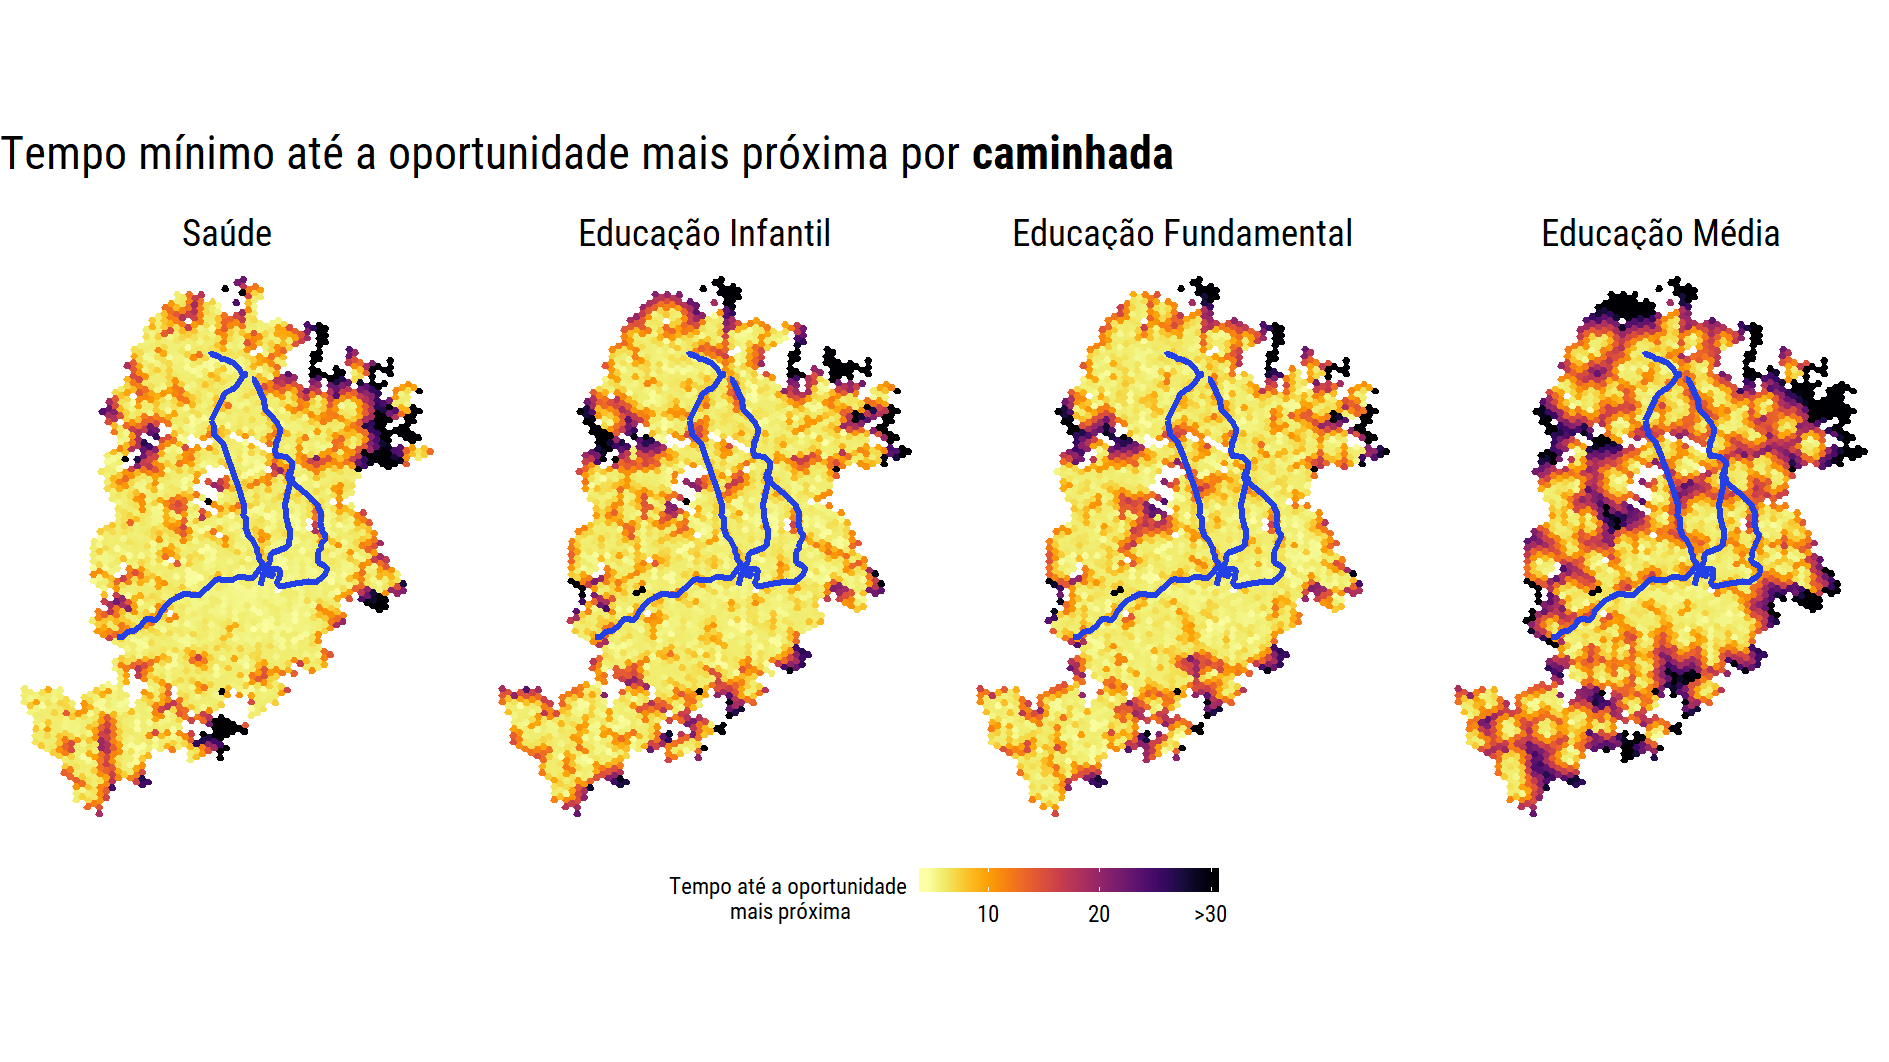 Tempo mínimo até a oportunidade mais próxima por caminhada
Saúde
Educação Infantil
Educação Fundamental
Educação Média
Tempo até a oportunidade
mais próxima
10
20
>30